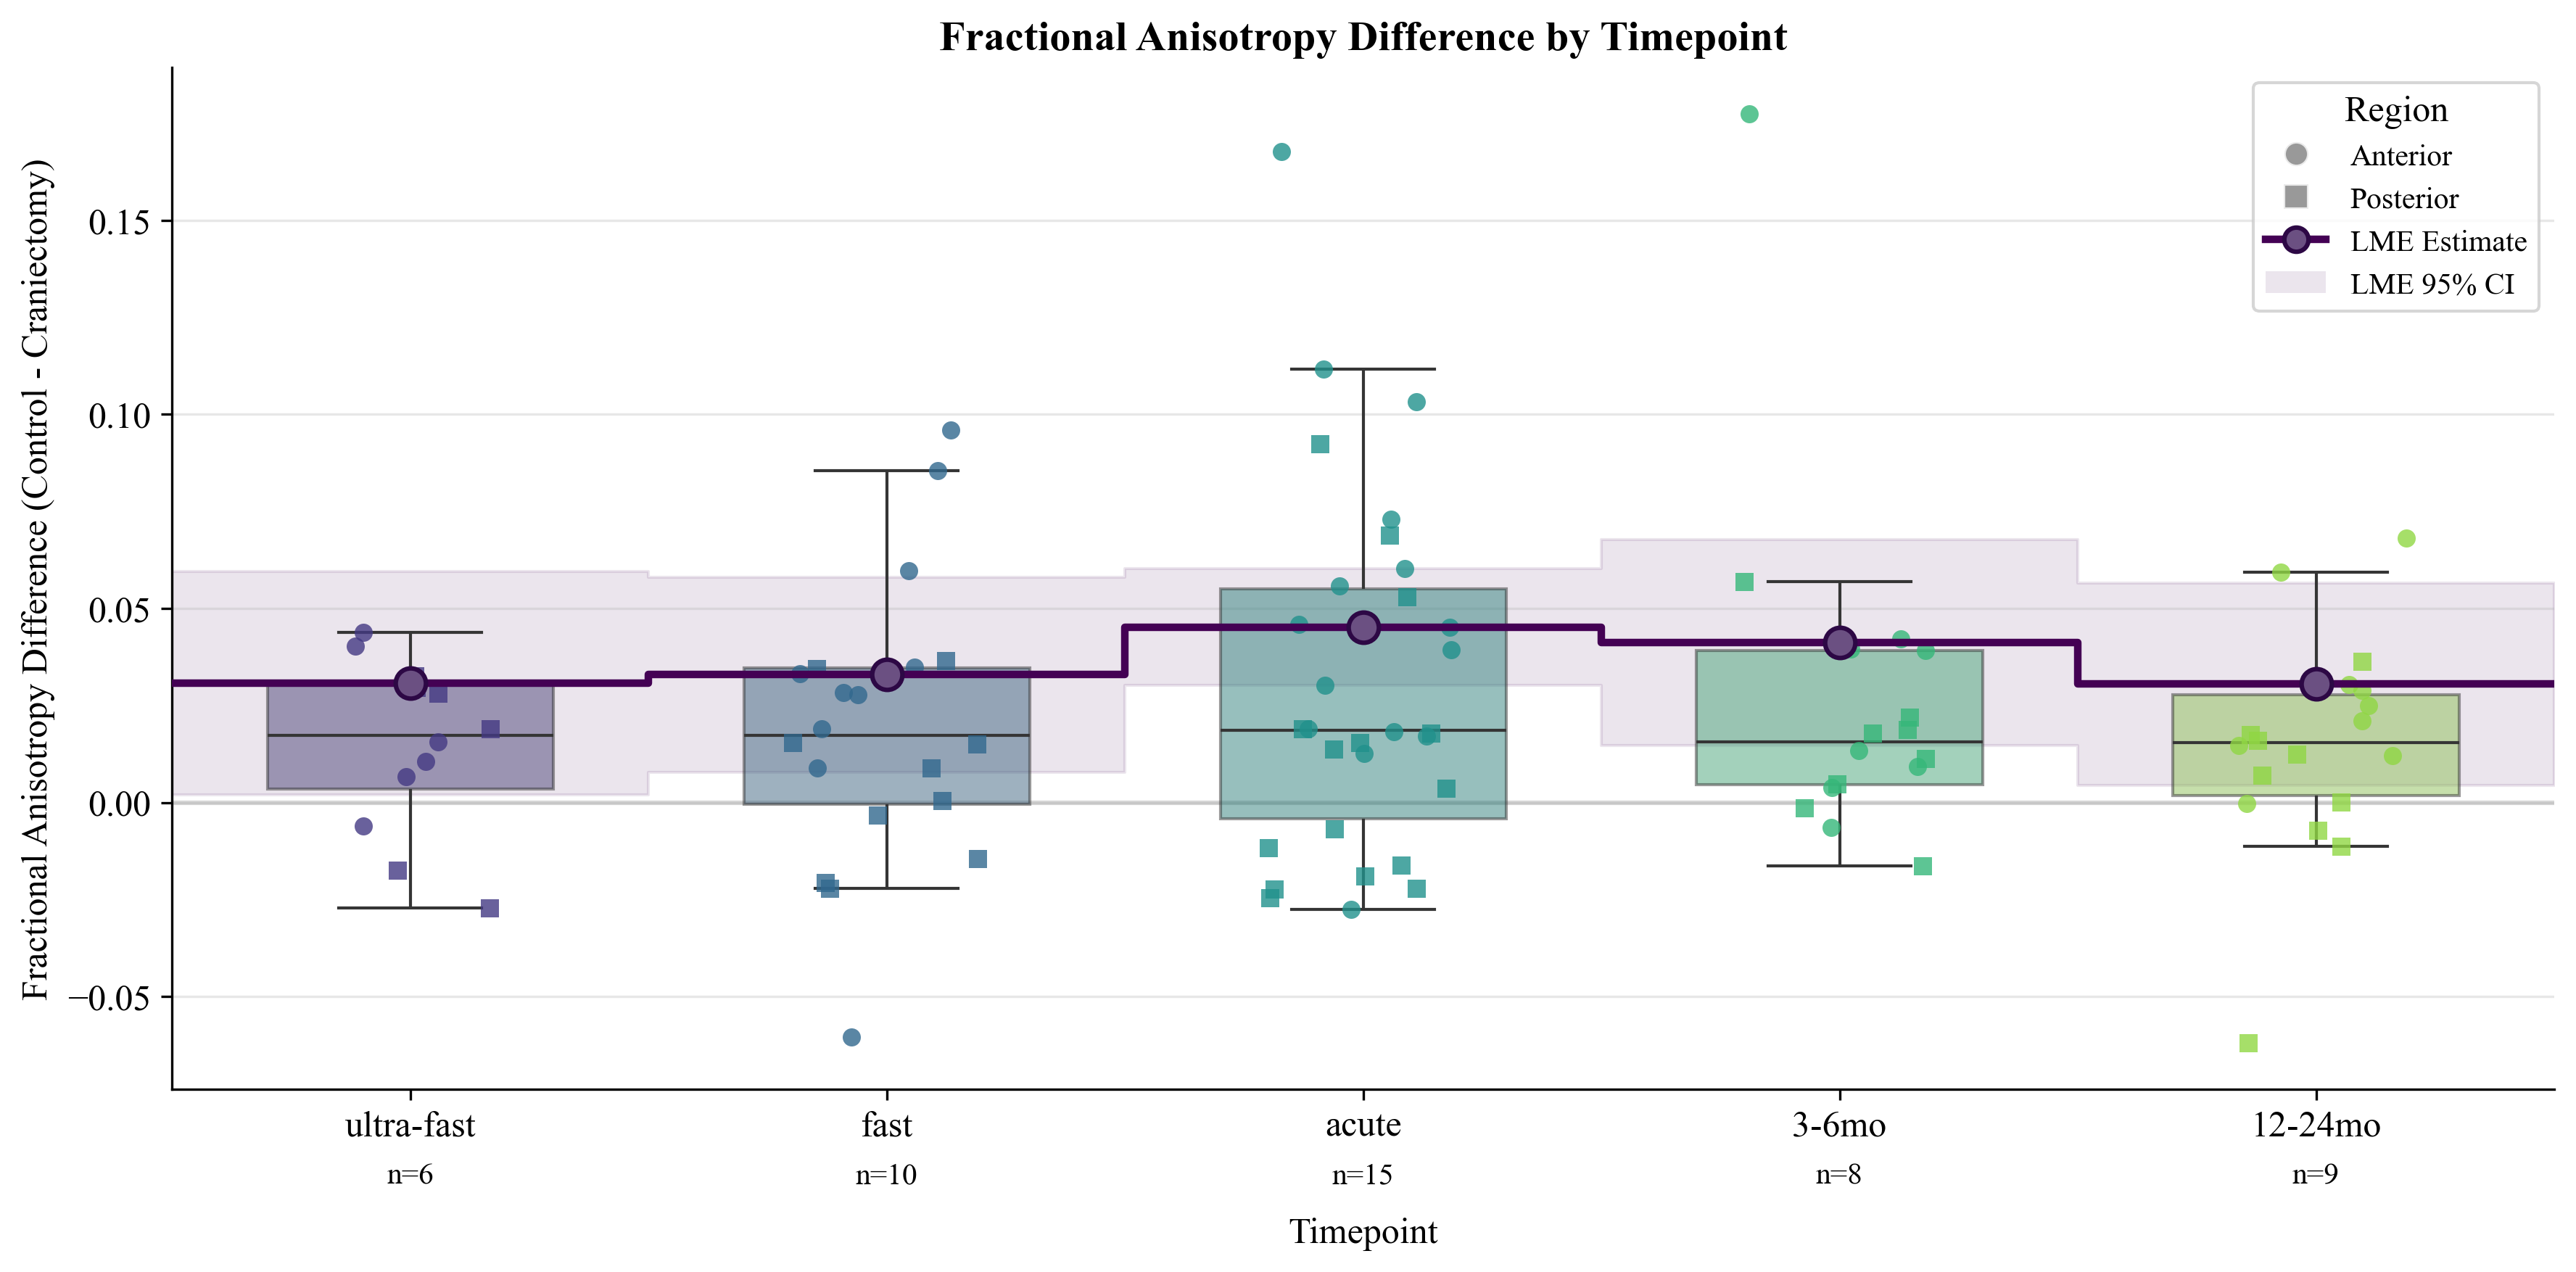 Fractional Anisotropy Difference by Timepoint
Fractional Anisotropy Difference (Control - Craniectomy)
0.15
0.10
0.05
0.00
−0.05
Region
Anterior
Posterior
LME Estimate
LME 95% CI
ultra-fast
fast
acute
3-6mo
12-24mo
n=6
n=10
n=15
n=8
n=9
Timepoint